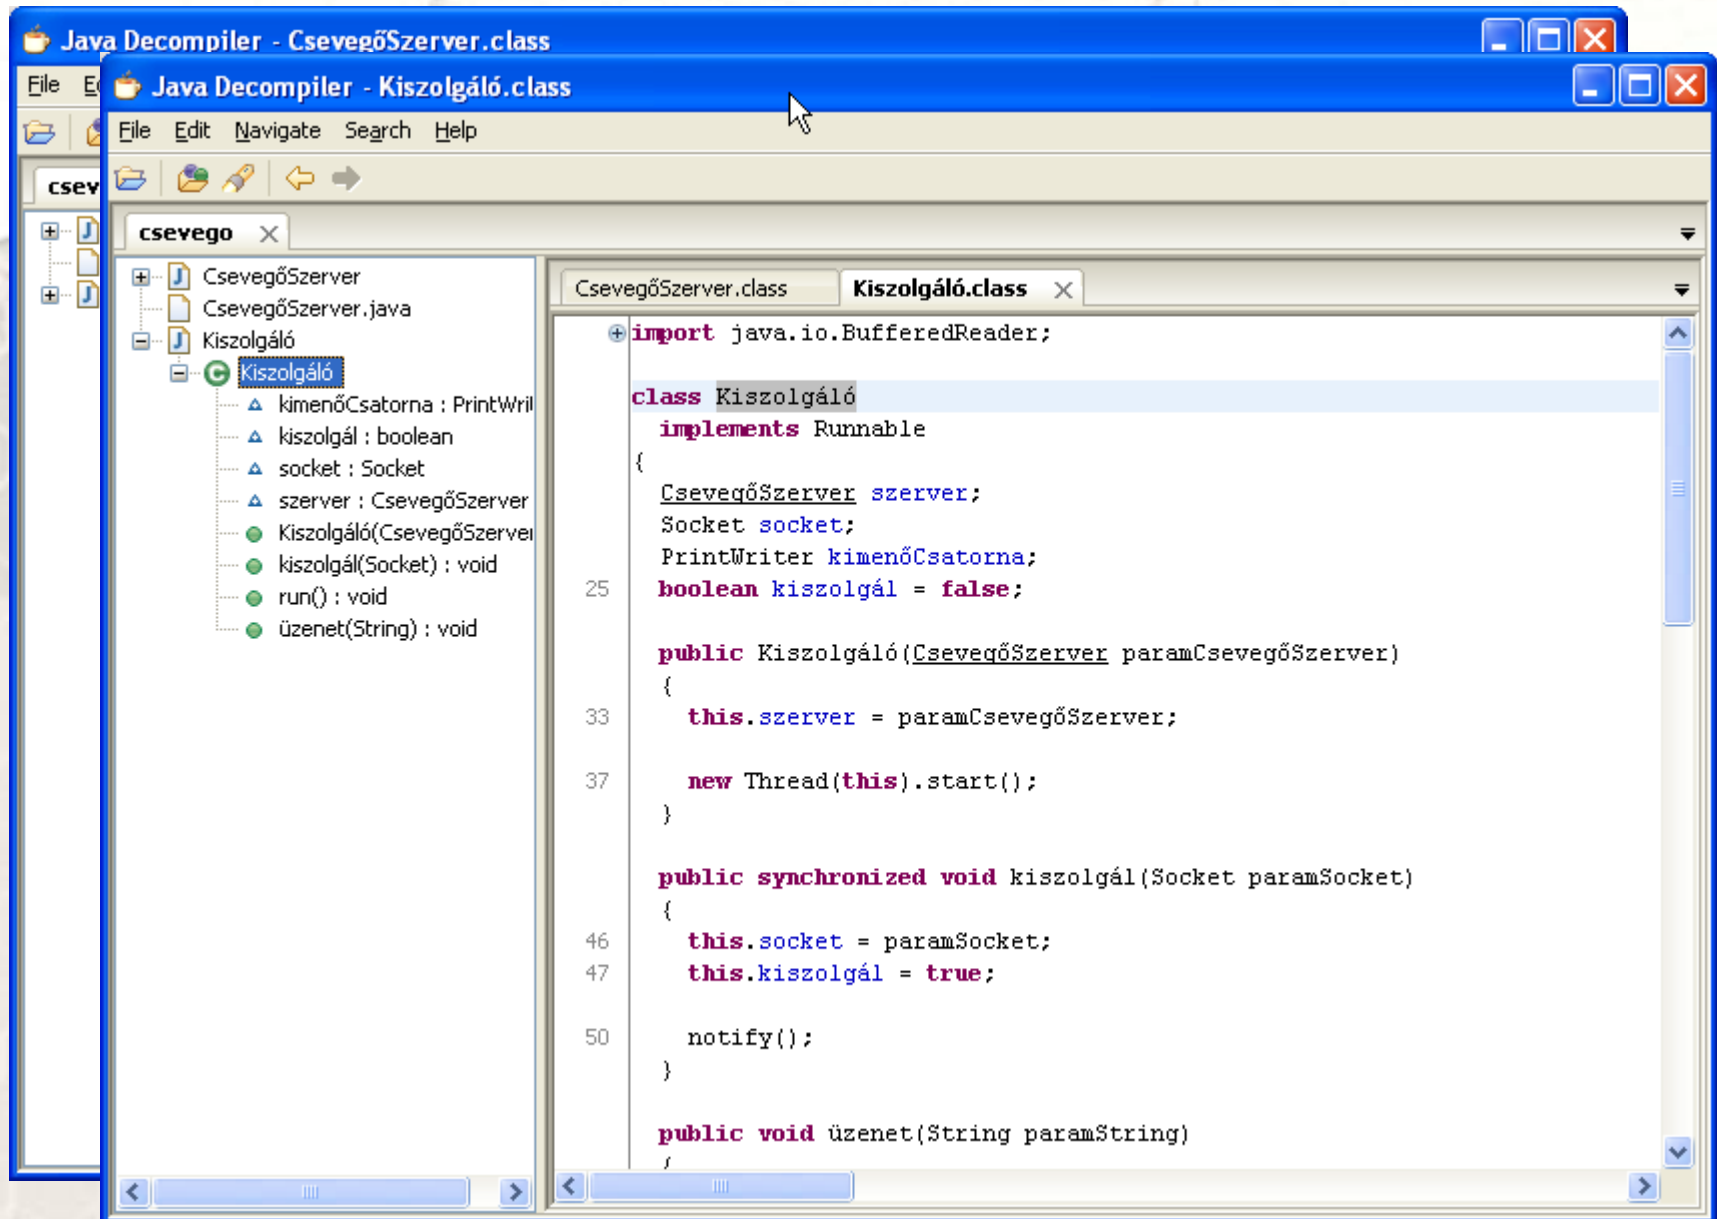 Java Decompiler - CsevegőSzerver.class
File
Java Decompiler - Kiszolgáló.class
File Edit Navigate Search Help
csev
csevego
CsevegőSzerver
CsevegőSzerver.java
Kiszolgáló
Kiszolgáló
kimenőCsatorna : PrintWrit
kiszolgál : boolean
socket : Socket
szerver : CsevegőSzerver
Kiszolgáló(CsevegőSzerver
kiszolgál(Socket) : void
run() : void
üzenet(String) : void
CsevegőSzerver.class Kiszolgáló.class
import java.io.BufferedReader;
class Kiszolgáló
implements Runnable
{
CsevegőSzerver szerver;
Socket socket;
PrintWriter kimenőCsatorna;
25 boolean kiszolgál = false;
public Kiszolgáló(CsevegőSzerver paramCsevegőSzerver)
{
33 this.szerver = paramCsevegőSzerver;
37 new Thread(this).start();
}
public synchronized void kiszolgál(Socket paramSocket)
{
46 this.socket = paramSocket;
47 this.kiszolgál = true;
50 notify();
}
public void üzenet(String paramString)
{